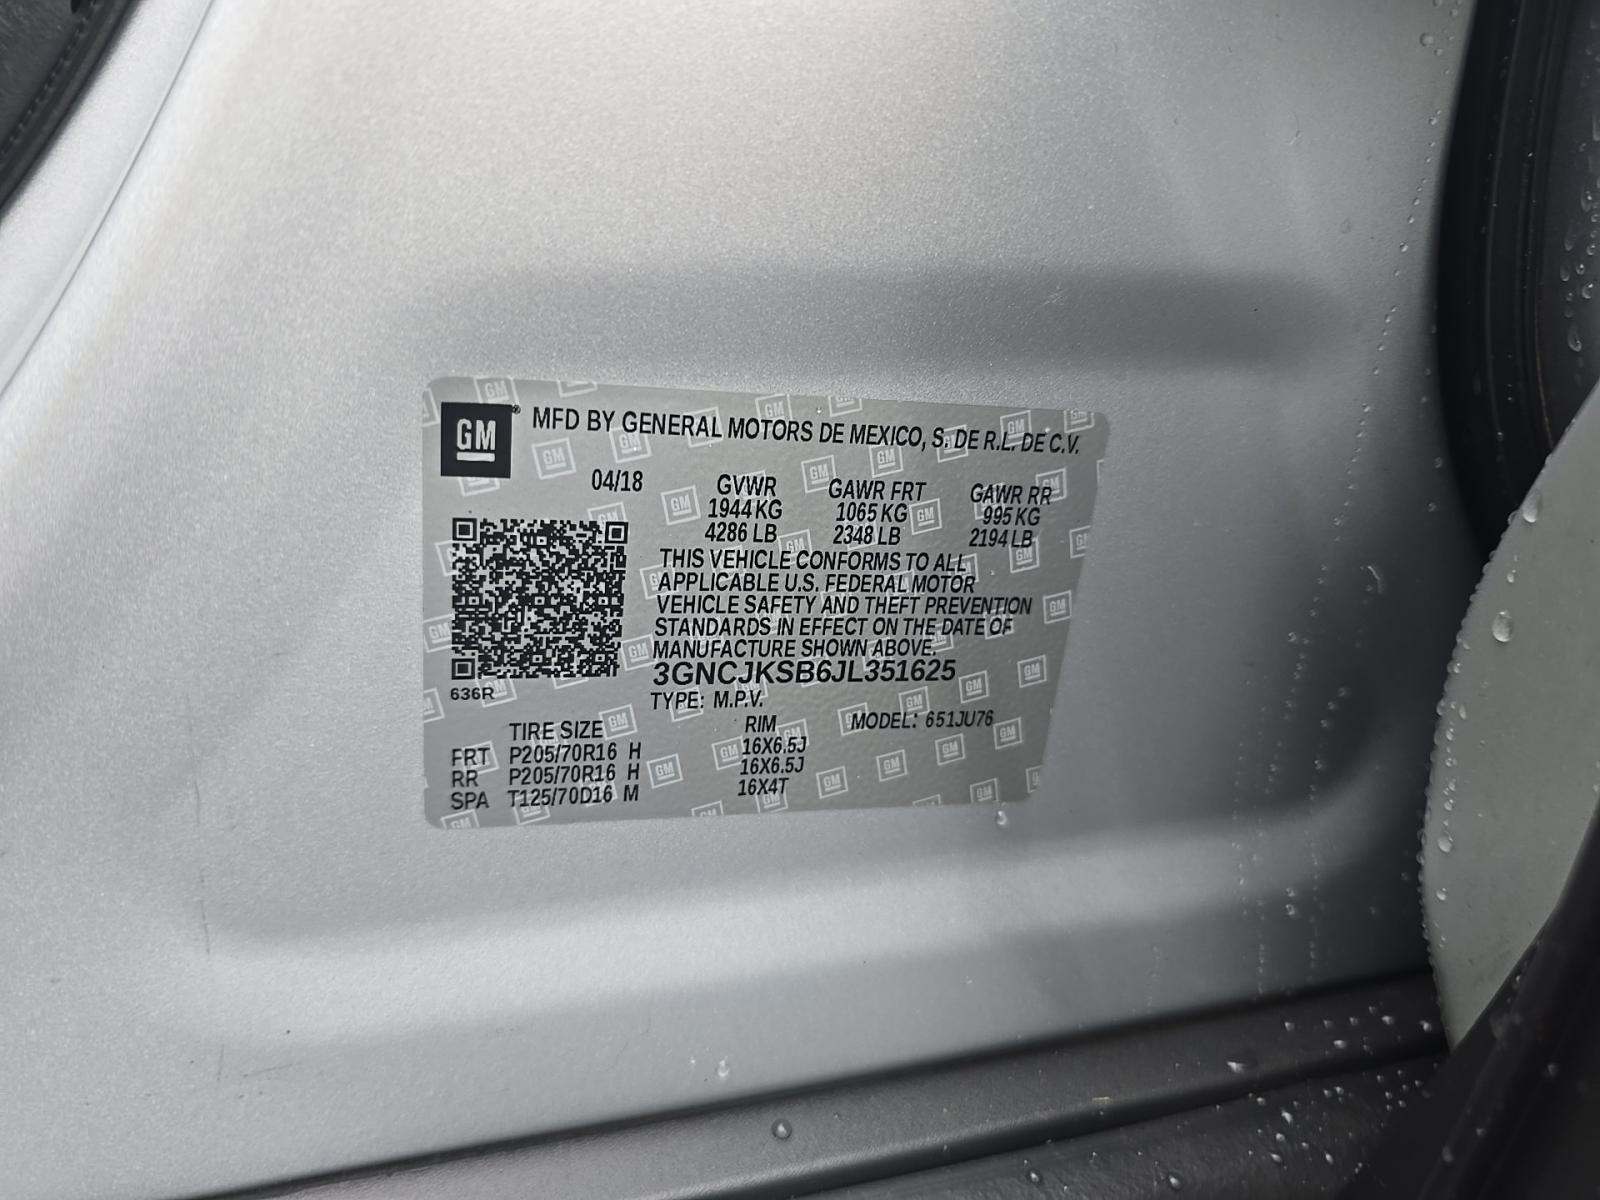 GM
MFD BY GENERAL MOTORS DE MEXICO, S. DE R.L. DE C.V.
04/18 GVWR GAWR FRT GAWR RR
1944 KG 1065 KG 995 KG
4286 LB 2348 LB 2194 LB
THIS VEHICLE CONFORMS TO ALL
APPLICABLE U.S. FEDERAL MOTOR
VEHICLE SAFETY AND THEFT PREVENTION
STANDARDS IN EFFECT ON THE DATE OF
MANUFACTURE SHOWN ABOVE.
3GNCJKSB6JL351625
636R
TYPE: M.P.V.
TIRE SIZE RIM MODEL: 651JU76
FRT P205/70R16 H 16X6.5J
RR P205/70R16 H 16X6.5J
SPA T125/70D16 M 16X4T